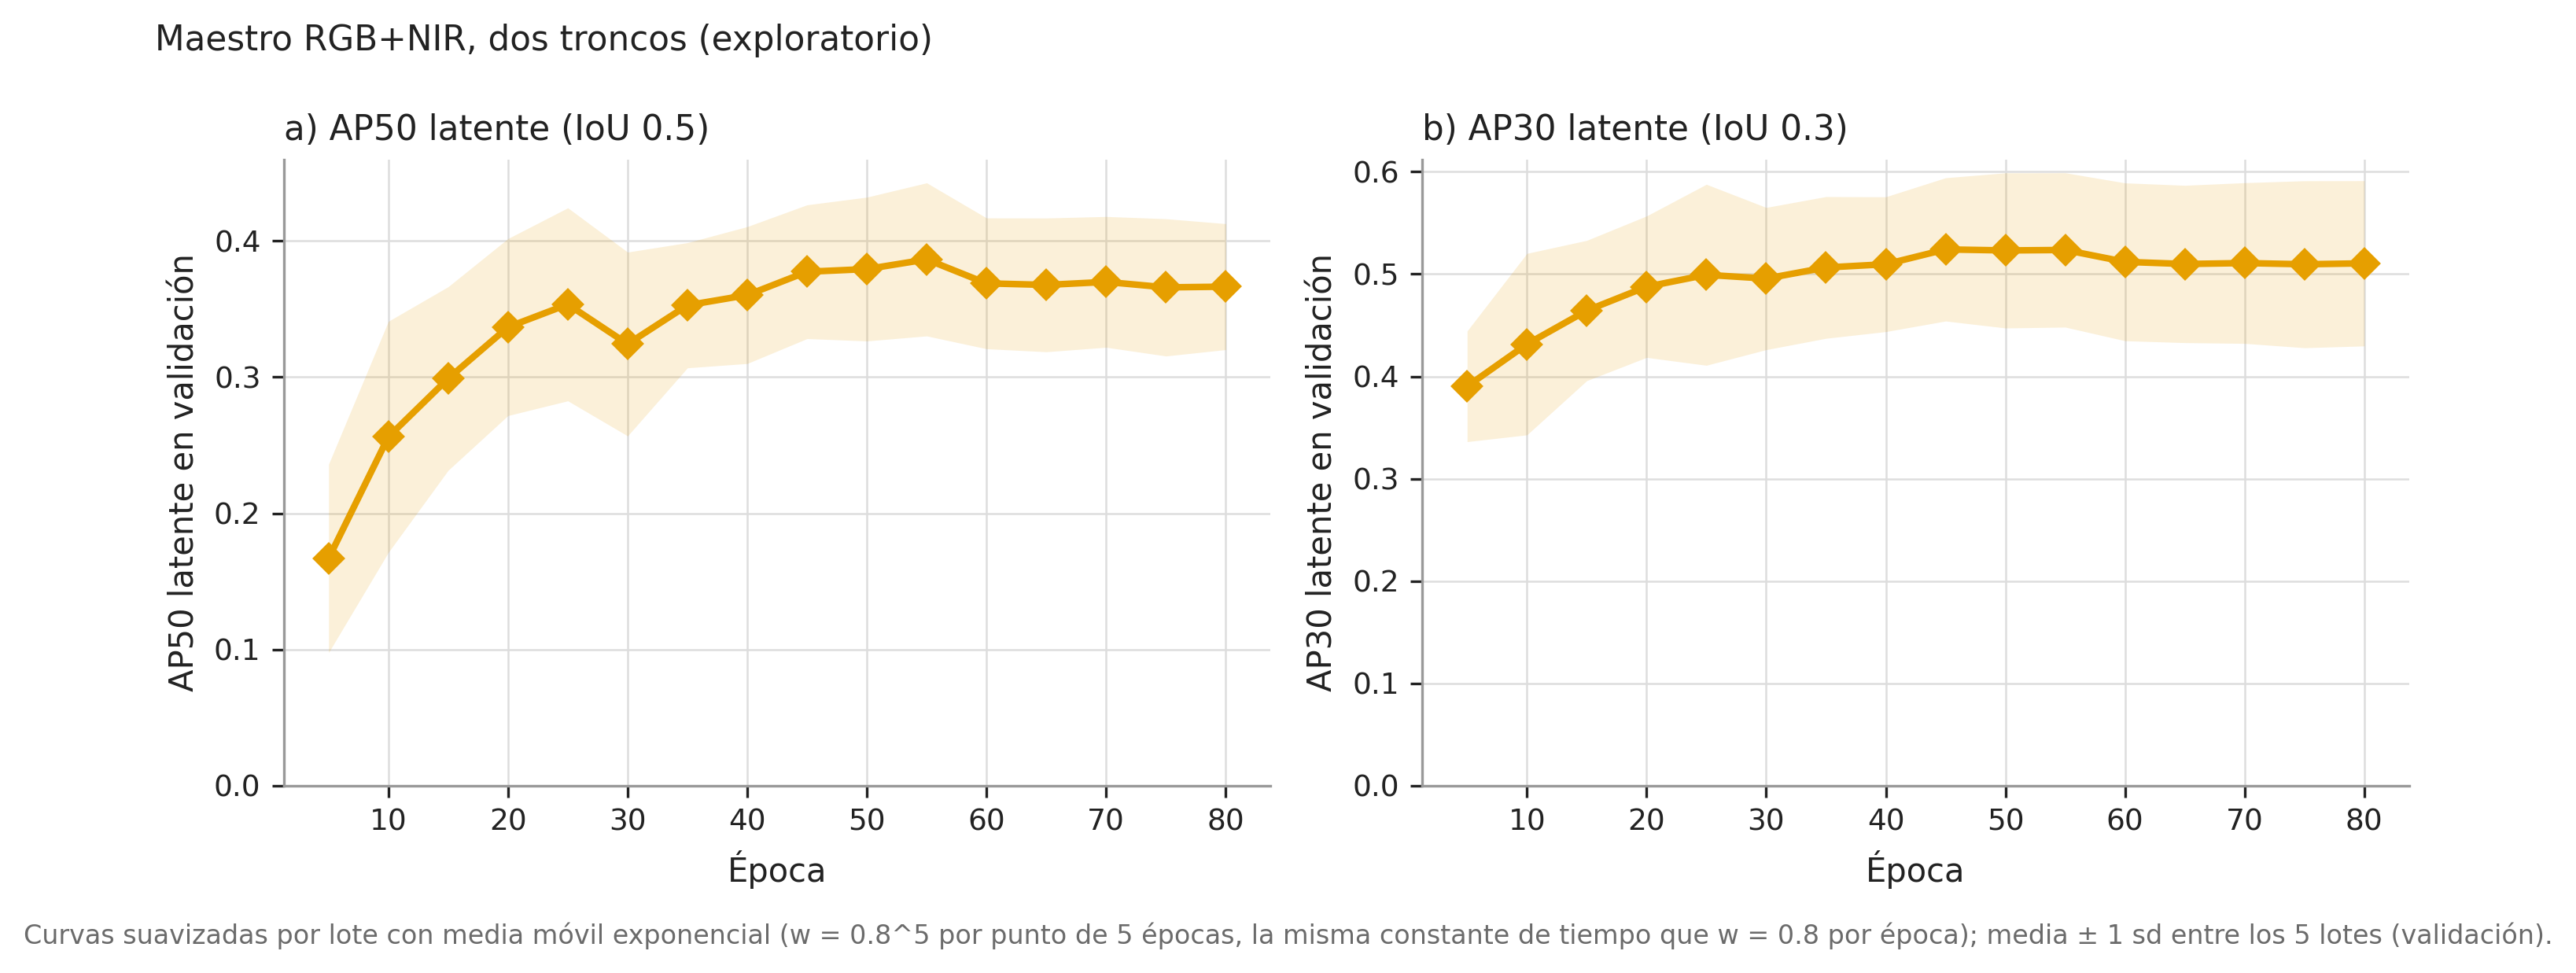 Maestro RGB+NIR, dos troncos (exploratorio)
a) AP50 latente (IoU 0.5)
AP50 latente en validación
0.4
0.3
0.2
0.1
0.0
10 20 30 40 50 60 70 80
Época
b) AP30 latente (IoU 0.3)
AP30 latente en validación
0.6
0.5
0.4
0.3
0.2
0.1
0.0
10 20 30 40 50 60 70 80
Época
Curvas suavizadas por lote con media móvil exponencial (w = 0.8^5 por punto de 5 épocas, la misma constante de tiempo que w = 0.8 por época); media ± 1 sd entre los 5 lotes (validación).